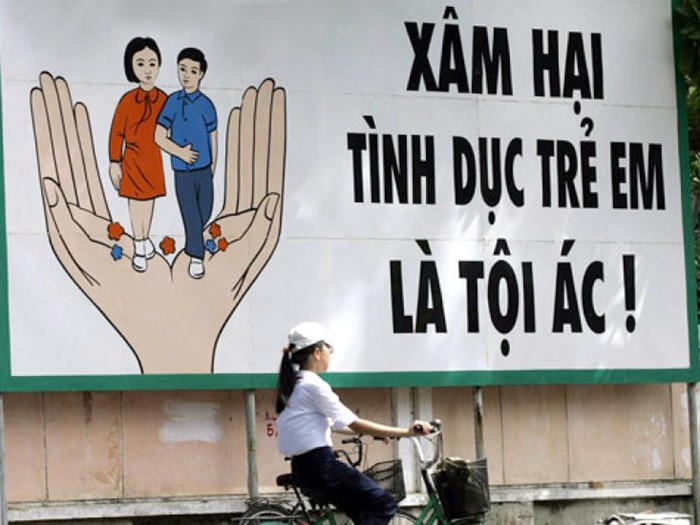 XÂM HẠI
TÌNH DỤC TRẺ EM
LÀ TỘI ÁC !